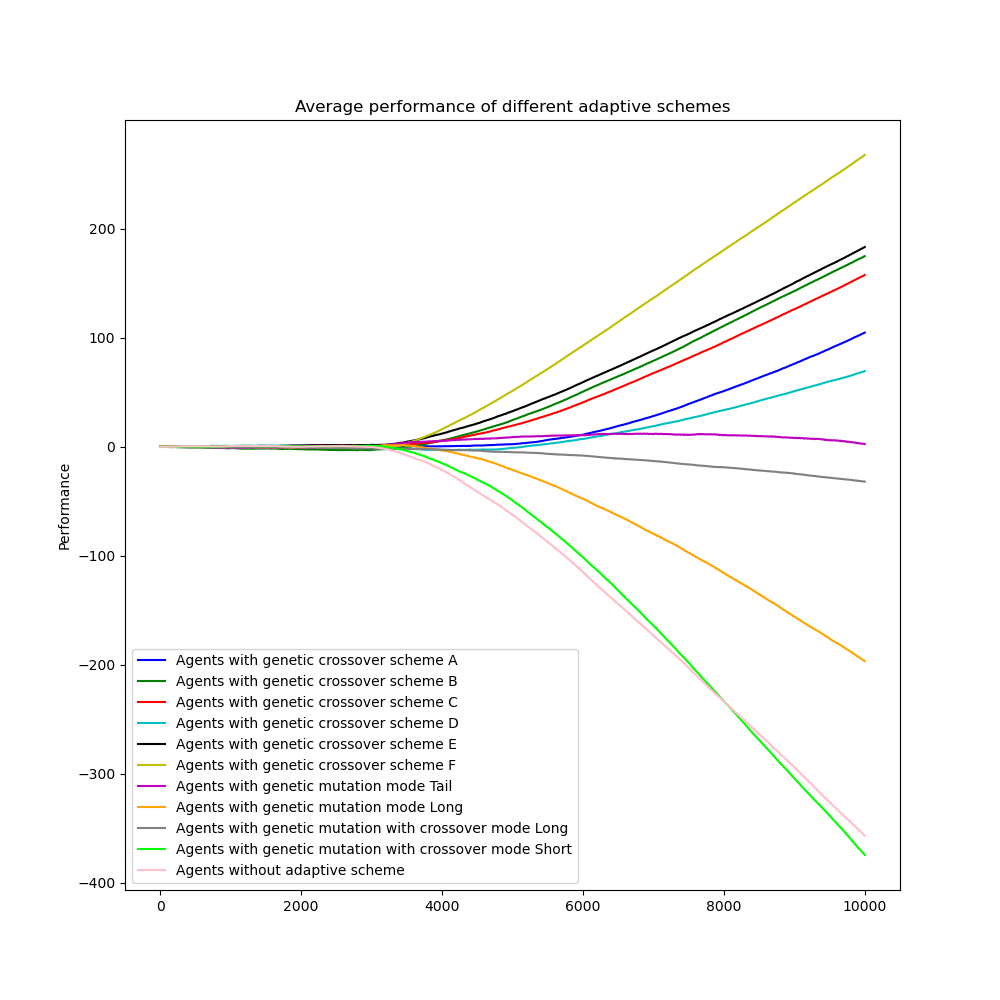 Average performance of different adaptive schemes
200
100
0
−100
−200
−300
−400
Performance
Agents with genetic crossover scheme A
Agents with genetic crossover scheme B
Agents with genetic crossover scheme C
Agents with genetic crossover scheme D
Agents with genetic crossover scheme E
Agents with genetic crossover scheme F
Agents with genetic mutation mode Tail
Agents with genetic mutation mode Long
Agents with genetic mutation with crossover mode Long
Agents with genetic mutation with crossover mode Short
Agents without adaptive scheme
0 2000 4000 6000 8000 10000